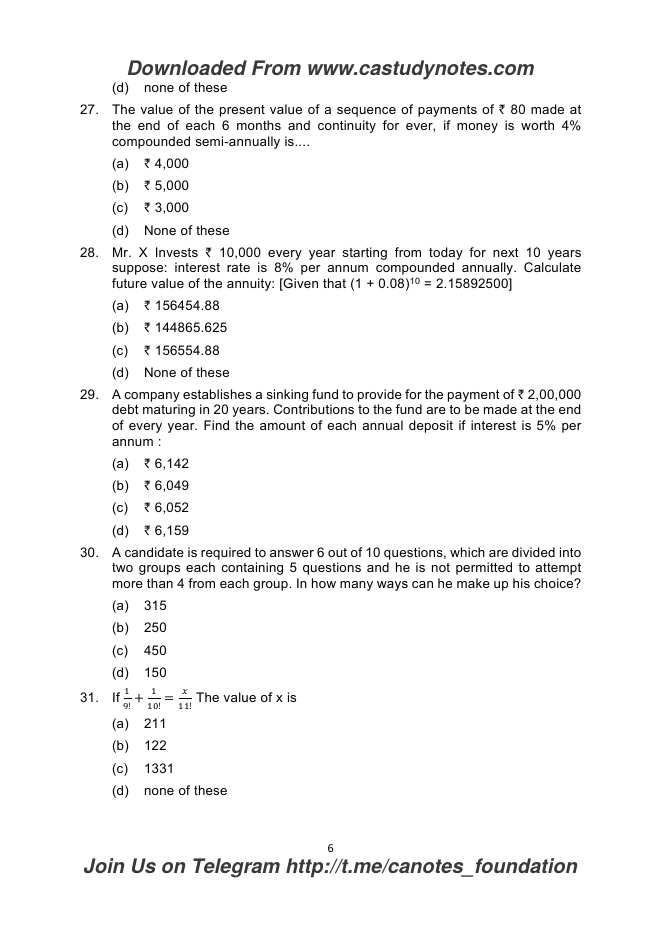 Downloaded From www.castudynotes.com
(d) none of these
27. The value of the present value of a sequence of payments of ₹ 80 made at
the end of each 6 months and continuity for ever, if money is worth 4%
compounded semi-annually is....
(a) ₹ 4,000
(b) ₹ 5,000
(c) ₹ 3,000
(d) None of these
28. Mr. X Invests ₹ 10,000 every year starting from today for next 10 years
suppose: interest rate is 8% per annum compounded annually. Calculate
future value of the annuity: [Given that (1 + 0.08)¹⁰ = 2.15892500]
(a) ₹ 156454.88
(b) ₹ 144865.625
(c) ₹ 156554.88
(d) None of these
29. A company establishes a sinking fund to provide for the payment of ₹ 2,00,000
debt maturing in 20 years. Contributions to the fund are to be made at the end
of every year. Find the amount of each annual deposit if interest is 5% per
annum :
(a) ₹ 6,142
(b) ₹ 6,049
(c) ₹ 6,052
(d) ₹ 6,159
30. A candidate is required to answer 6 out of 10 questions, which are divided into
two groups each containing 5 questions and he is not permitted to attempt
more than 4 from each group. In how many ways can he make up his choice?
(a) 315
(b) 250
(c) 450
(d) 150
31. If 1/9! + 1/10! = x/11! The value of x is
(a) 211
(b) 122
(c) 1331
(d) none of these
6
Join Us on Telegram http://t.me/canotes_foundation